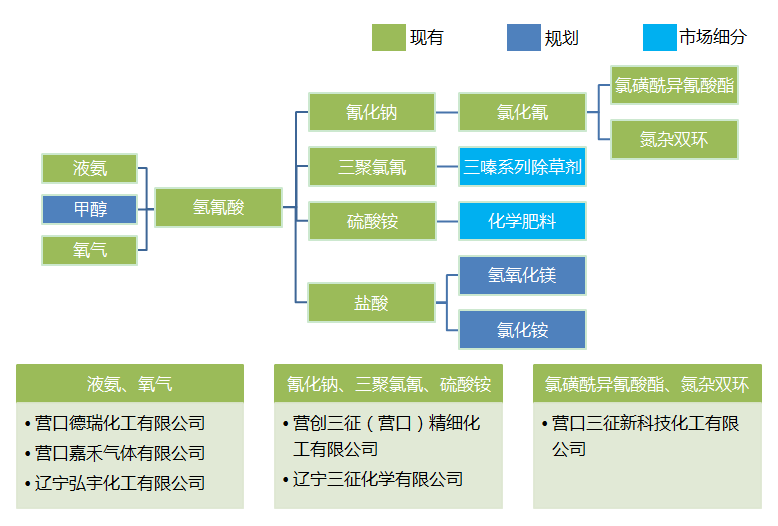 现有
规划
市场细分
氰化钠
氯化氰
氯磺酰异氰酸酯
氮杂双环
液氨
甲醇
氧气
氢氰酸
三聚氯氰
三嗪系列除草剂
硫酸铵
化学肥料
盐酸
氢氧化镁
氯化铵
液氨、氧气
• 营口德瑞化工有限公司
• 营口嘉禾气体有限公司
• 辽宁弘宇化工有限公司
氰化钠、三聚氯氰、硫酸铵
• 营创三征（营口）精细化
工有限公司
• 辽宁三征化学有限公司
氯磺酰异氰酸酯、氮杂双环
• 营口三征新科技化工有限
公司